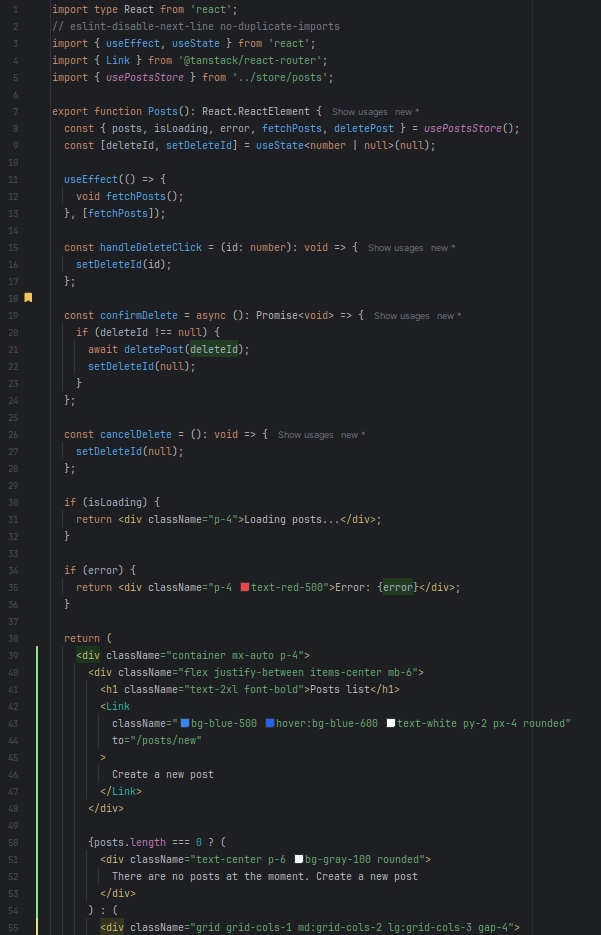 1 import type React from 'react';
2 // eslint-disable-next-line no-duplicate-imports
3 import { useEffect, useState } from 'react';
4 import { Link } from '@tanstack/react-router';
5 import { usePostsStore } from '../store/posts';
6
7 export function Posts(): React.ReactElement { Show usages new *
8 const { posts, isLoading, error, fetchPosts, deletePost } = usePostsStore();
9 const [deleteId, setDeleteId] = useState<number | null>(null);
10
11 useEffect(() => {
12 void fetchPosts();
13 }, [fetchPosts]);
14
15 const handleDeleteClick = (id: number): void => { Show usages new *
16 setDeleteId(id);
17 };
18
19 const confirmDelete = async (): Promise<void> => { Show usages new *
20 if (deleteId !== null) {
21 await deletePost(deleteId);
22 setDeleteId(null);
23 }
24 };
25
26 const cancelDelete = (): void => { Show usages new *
27 setDeleteId(null);
28 };
29
30 if (isLoading) {
31 return <div className="p-4">Loading posts...</div>;
32 }
33
34 if (error) {
35 return <div className="p-4 text-red-500">Error: {error}</div>;
36 }
37
38 return (
39 <div className="container mx-auto p-4">
40 <div className="flex justify-between items-center mb-6">
41 <h1 className="text-2xl font-bold">Posts list</h1>
42 <Link
43 className="bg-blue-500 hover:bg-blue-600 text-white py-2 px-4 rounded"
44 to="/posts/new"
45 >
46 Create a new post
47 </Link>
48 </div>
49
50 {posts.length === 0 ? (
51 <div className="text-center p-6 bg-gray-100 rounded">
52 There are no posts at the moment. Create a new post
53 </div>
54 ) : (
55 <div className="grid grid-cols-1 md:grid-cols-2 lg:grid-cols-3 gap-4">